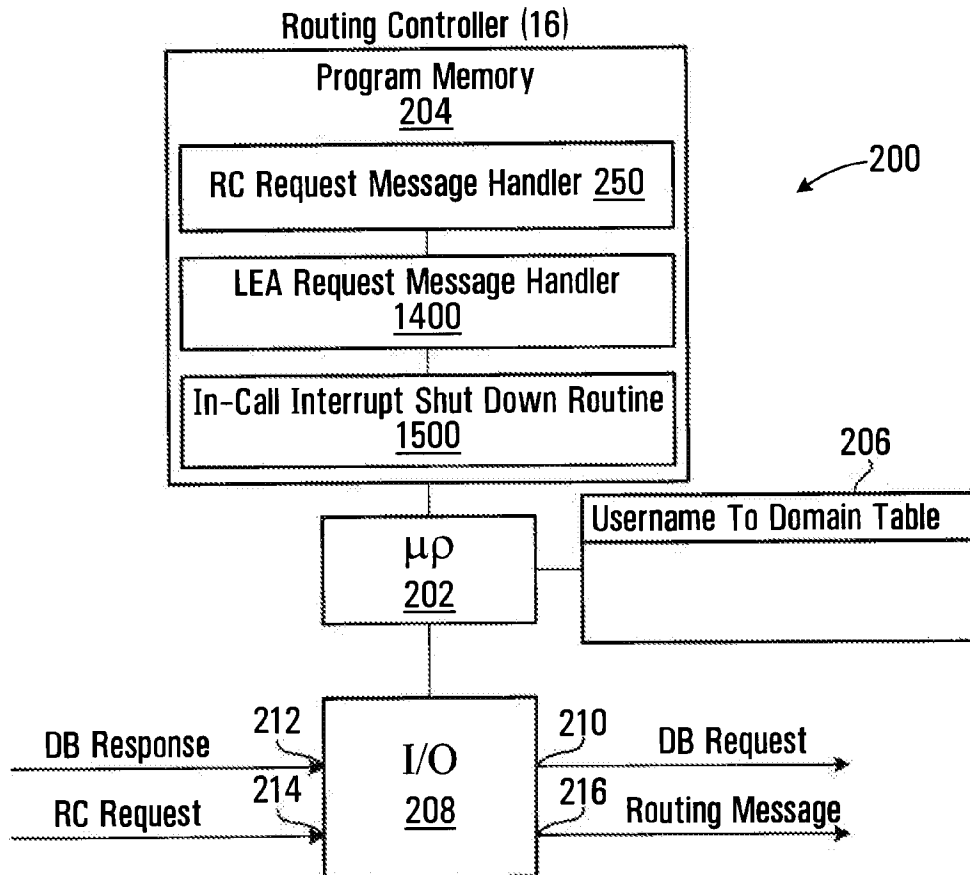 Routing Controller (16)
Program Memory
204
RC Request Message Handler 250
200
LEA Request Message Handler
1400
In-Call Interrupt Shut Down Routine
1500
206
Username To Domain Table
μρ
202
212
210
DB Response
I/O
DB Request
214
216
RC Request
208
Routing Message